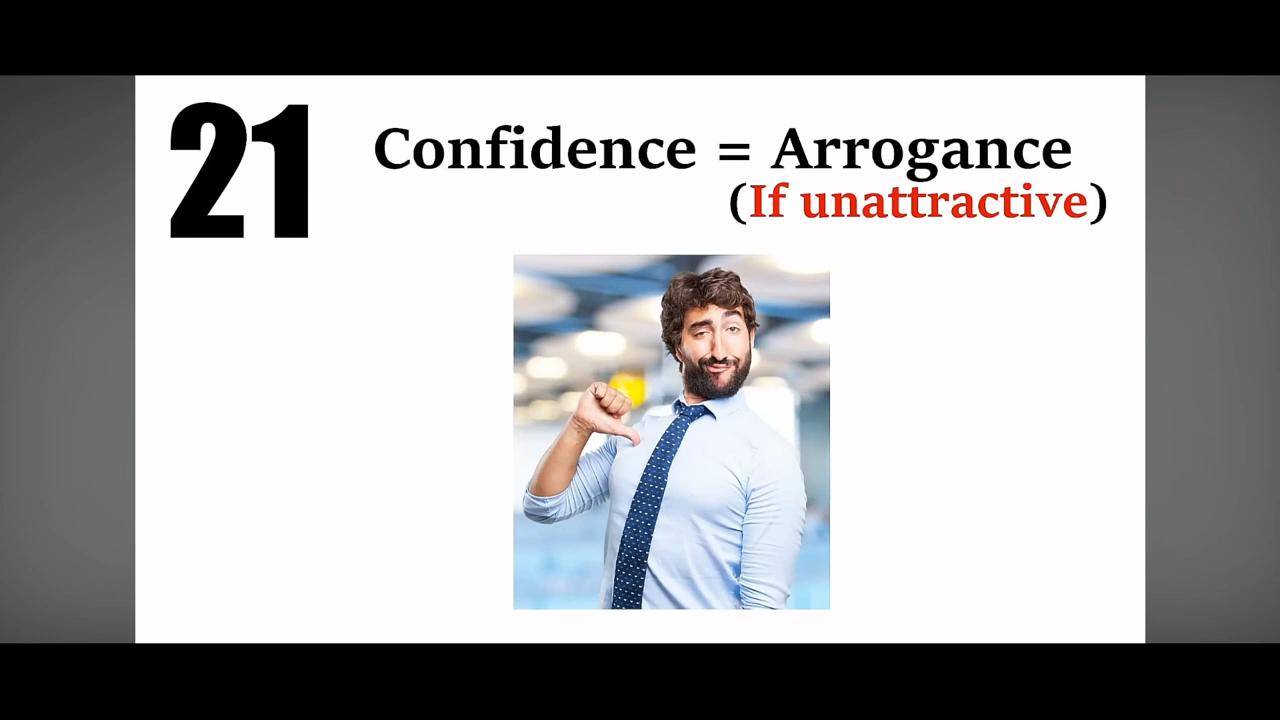 21
Confidence = Arrogance
(If unattractive)